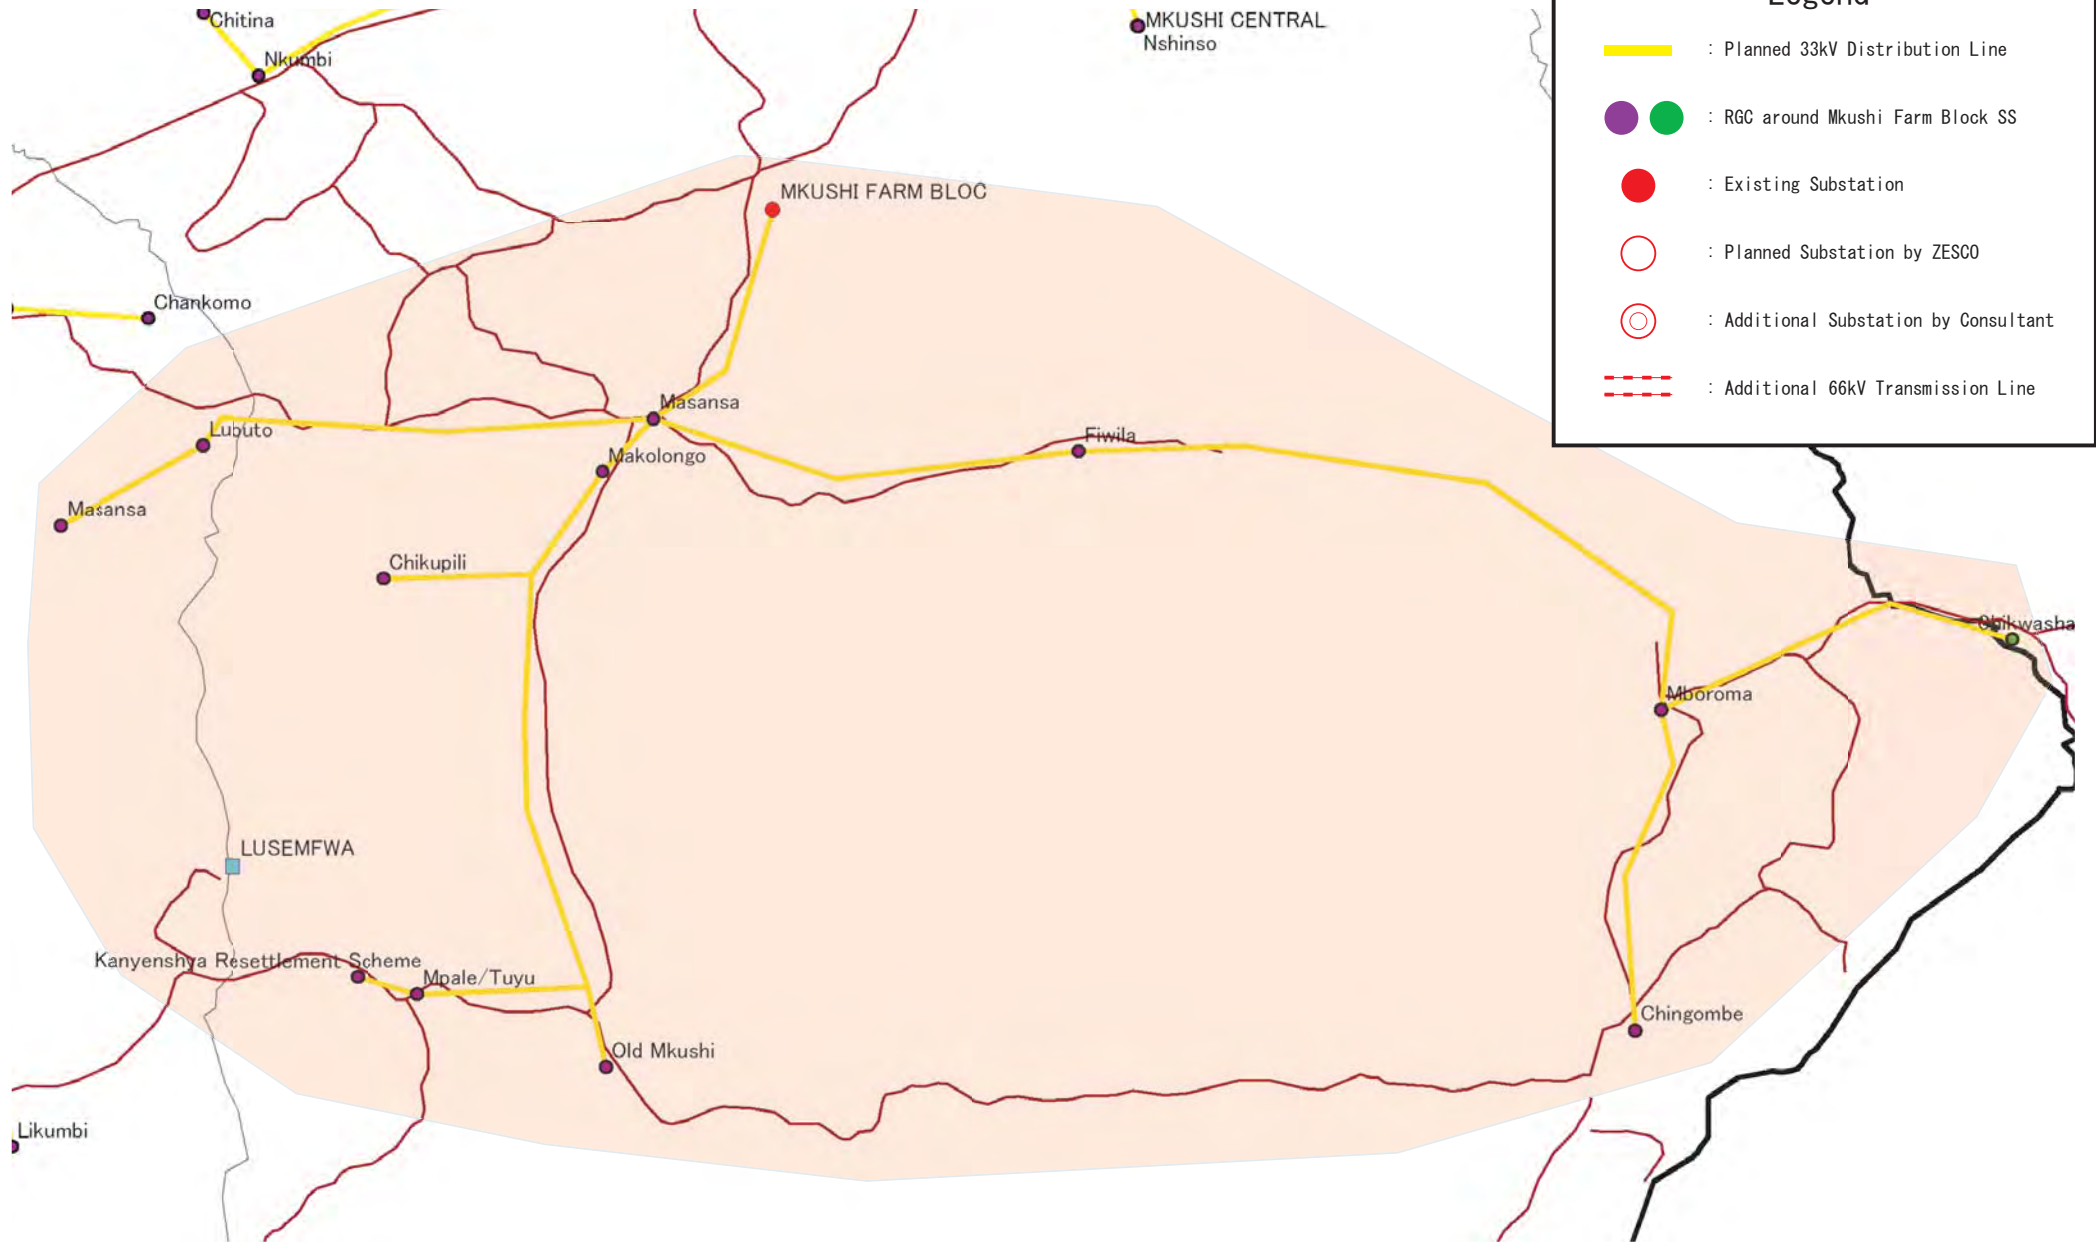 Chitina
Nkumbi
MKUSHI CENTRAL
Nshinso
Legend
: Planned 33kV Distribution Line
: RGC around Mkushi Farm Block SS
: Existing Substation
: Planned Substation by ZESCO
: Additional Substation by Consultant
: Additional 66kV Transmission Line
MKUSHI FARM BLOC
Chankomo
Masansa
Lubuto
Fiwila
Makolongo
Masansa
Chikupili
Chikwasha
Mboroma
LUSEMFWA
Kanyenshya Resettlement Scheme
Mpale/Tuyu
Chingombe
Old Mkushi
Likumbi